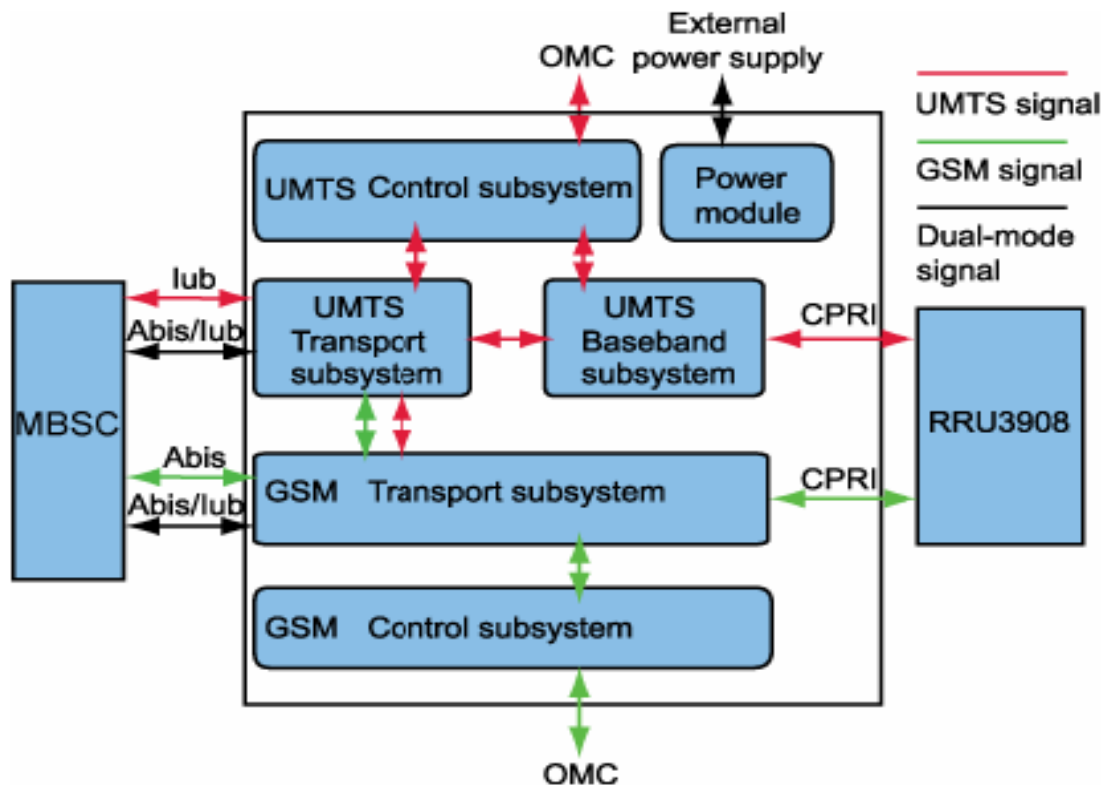 External
OMC power supply
UMTS signal
GSM signal
Dual-mode
signal
UMTS Control subsystem
Power
module
Iub
Abis/Iub
MBSC
Abis
Abis/Iub
UMTS
Transport
subsystem
UMTS
Baseband
subsystem
CPRI
RRU3908
GSM Transport subsystem
CPRI
GSM Control subsystem
OMC